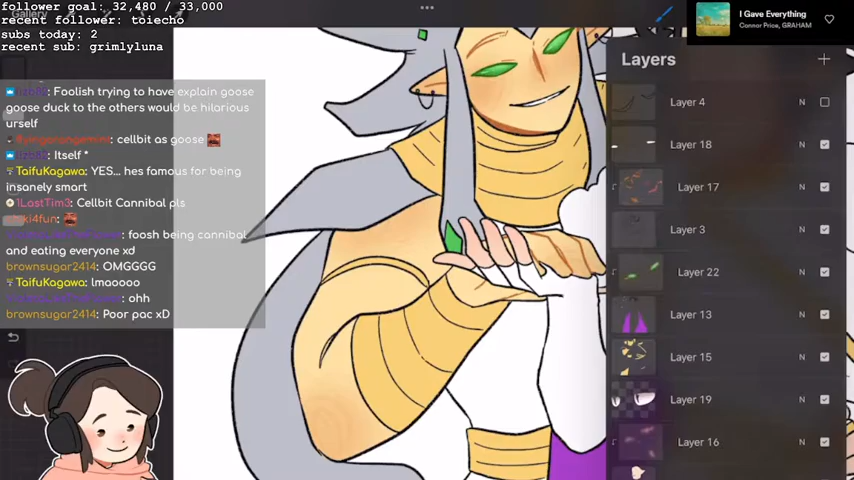 follower goal: 32,480 / 33,000
recent follower: toiecho
subs today: 2
recent sub: grimlyluna
Gallery
I Gave Everything
Connor Price, GRAHAM
Layers
: Foolish trying to have explain goose
goose duck to the others would be hilarious
urself
: cellbit as goose
: Itself *
TaifuKagawa: YES... hes famous for being
insanely smart
1LastTim3: Cellbit Cannibal pls
: foosh being cannibal
and eating everyone xd
brownsugar2414: OMGGGG
TaifuKagawa: lmaoooo
: ohh
brownsugar2414: Poor pac xD
Layer 4 N
Layer 18 N
Layer 17 N
Layer 3 N
Layer 22 N
Layer 13 N
Layer 15 N
Layer 19 N
Layer 16 N